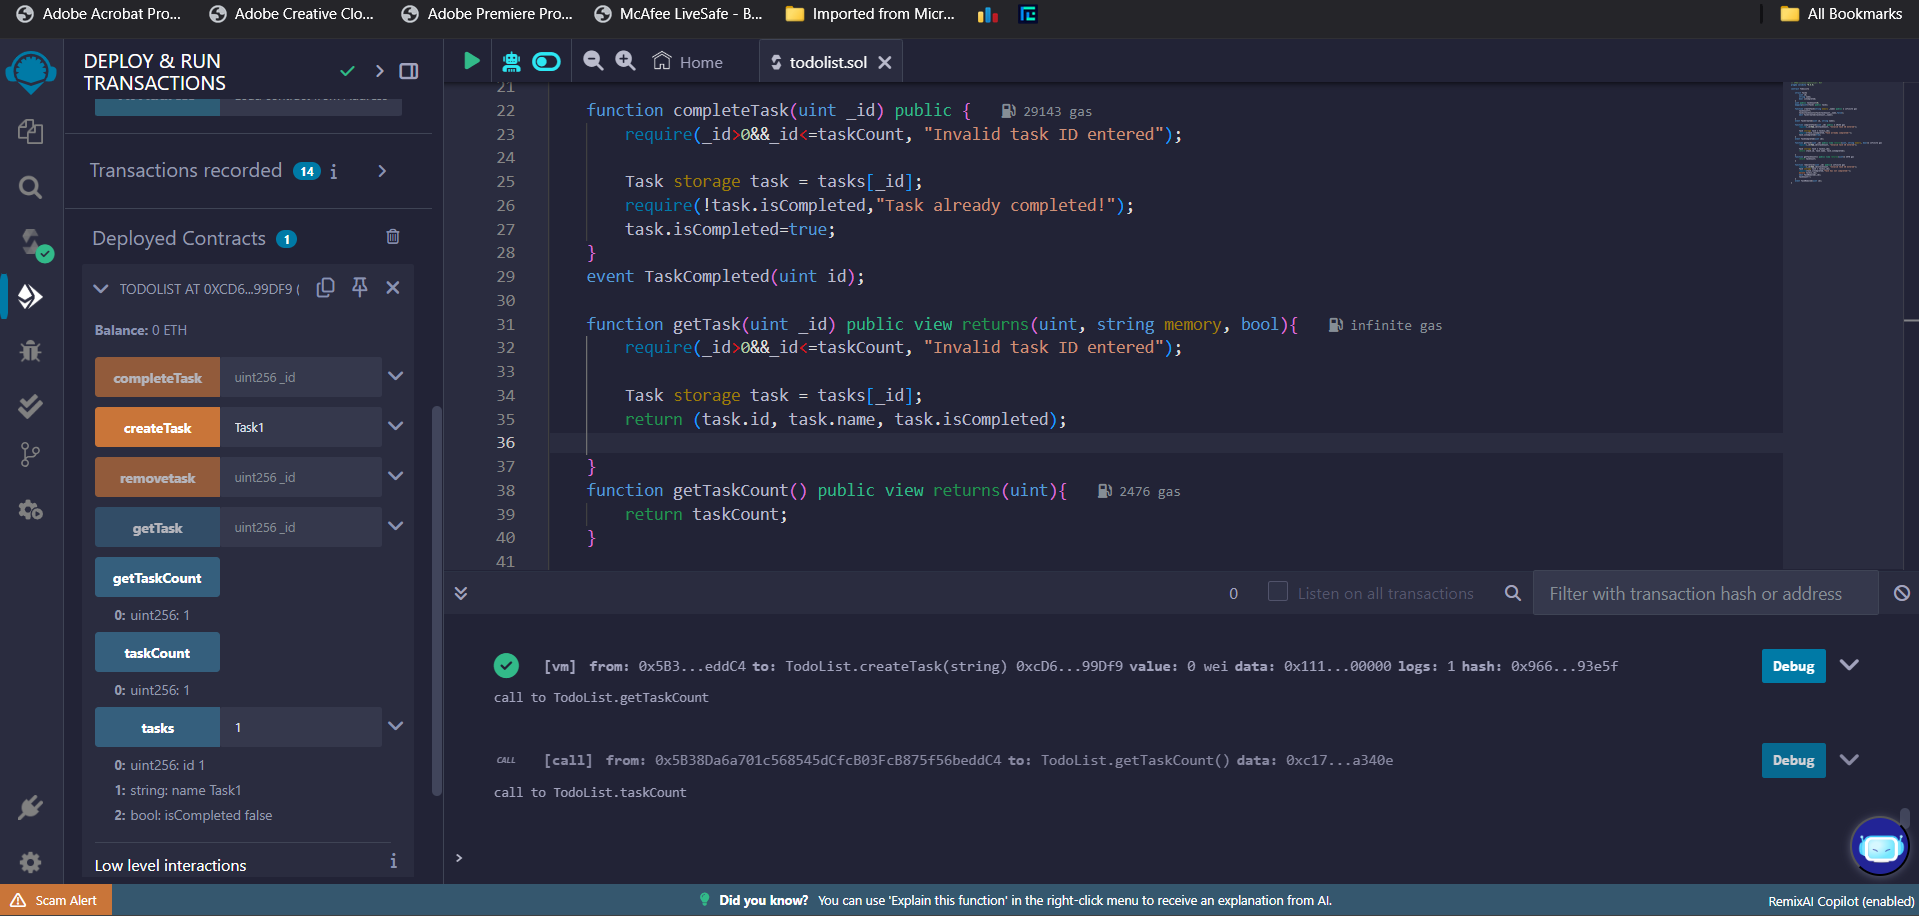 Adobe Acrobat Pro...
Adobe Creative Clo...
Adobe Premiere Pro...
McAfee LiveSafe - B...
Imported from Micr...
All Bookmarks
DEPLOY & RUN
TRANSACTIONS
Transactions recorded 14 i
Deployed Contracts 1
TODOLIST AT 0XCD6...99DF9 (
Balance: 0 ETH
completeTask uint256 _id
createTask Task1
removetask uint256 _id
getTask uint256 _id
getTaskCount
0: uint256: 1
taskCount
0: uint256: 1
tasks 1
0: uint256: id 1
1: string: name Task1
2: bool: isCompleted false
Low level interactions i
Home
todolist.sol
21
22 function completeTask(uint _id) public { 29143 gas
23 require(_id>0&&_id<=taskCount, "Invalid task ID entered");
24
25 Task storage task = tasks[_id];
26 require(!task.isCompleted,"Task already completed!");
27 task.isCompleted=true;
28 }
29 event TaskCompleted(uint id);
30
31 function getTask(uint _id) public view returns(uint, string memory, bool){ infinite gas
32 require(_id>0&&_id<=taskCount, "Invalid task ID entered");
33
34 Task storage task = tasks[_id];
35 return (task.id, task.name, task.isCompleted);
36
37 }
38 function getTaskCount() public view returns(uint){ 2476 gas
39 return taskCount;
40 }
41
0 Listen on all transactions Filter with transaction hash or address
[vm] from: 0x5B3...eddC4 to: TodoList.createTask(string) 0xcD6...99Df9 value: 0 wei data: 0x111...00000 logs: 1 hash: 0x966...93e5f Debug
call to TodoList.getTaskCount
CALL [call] from: 0x5B38Da6a701c568545dCfcB03FcB875f56beddC4 to: TodoList.getTaskCount() data: 0xc17...a340e Debug
call to TodoList.taskCount
>
Scam Alert
Did you know? You can use 'Explain this function' in the right-click menu to receive an explanation from AI.
RemixAI Copilot (enabled)